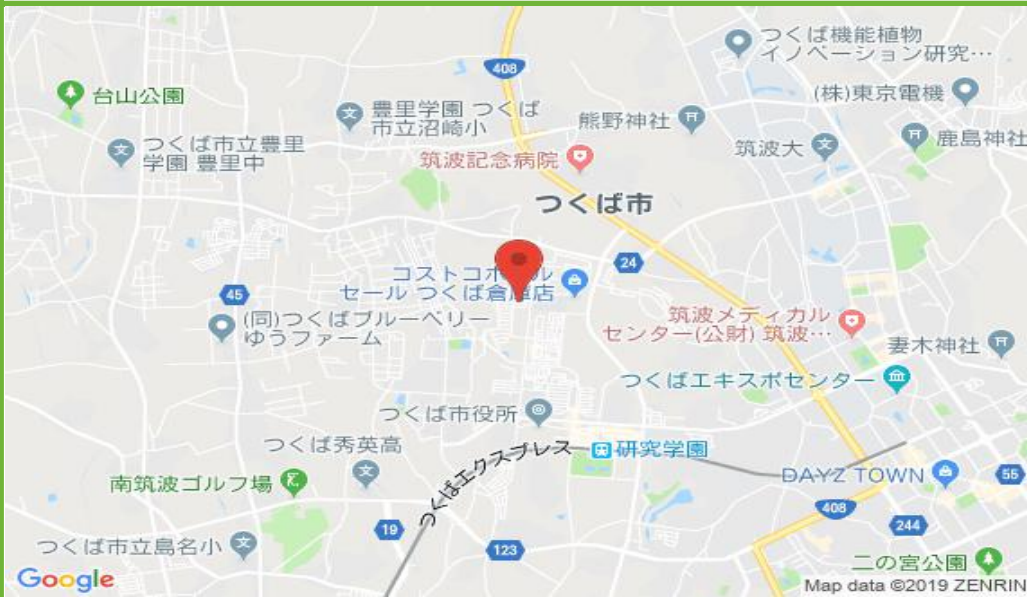 つくば機能植物
イノベーション研究…
408
台山公園
(株)東京電機
豊里学園 つくば
市立沼崎小
熊野神社
鹿島神社
つくば市立豊里
学園 豊里中
筑波大
筑波記念病院
つくば市
24
コストコホ
ル
セール つくば倉庫店
45
(同)つくばブルーベリー
ゆうファーム
筑波メディカル
センター(公財) 筑波…
妻木神社
つくばエキスポセンター
つくば市役所
つくば秀英高
つくばエクスプレス
研究学園
南筑波ゴルフ場
DAYZ TOWN
55
408
19
244
つくば市立島名小
123
二の宮公園
Google
Map data ©2019 ZENRIN